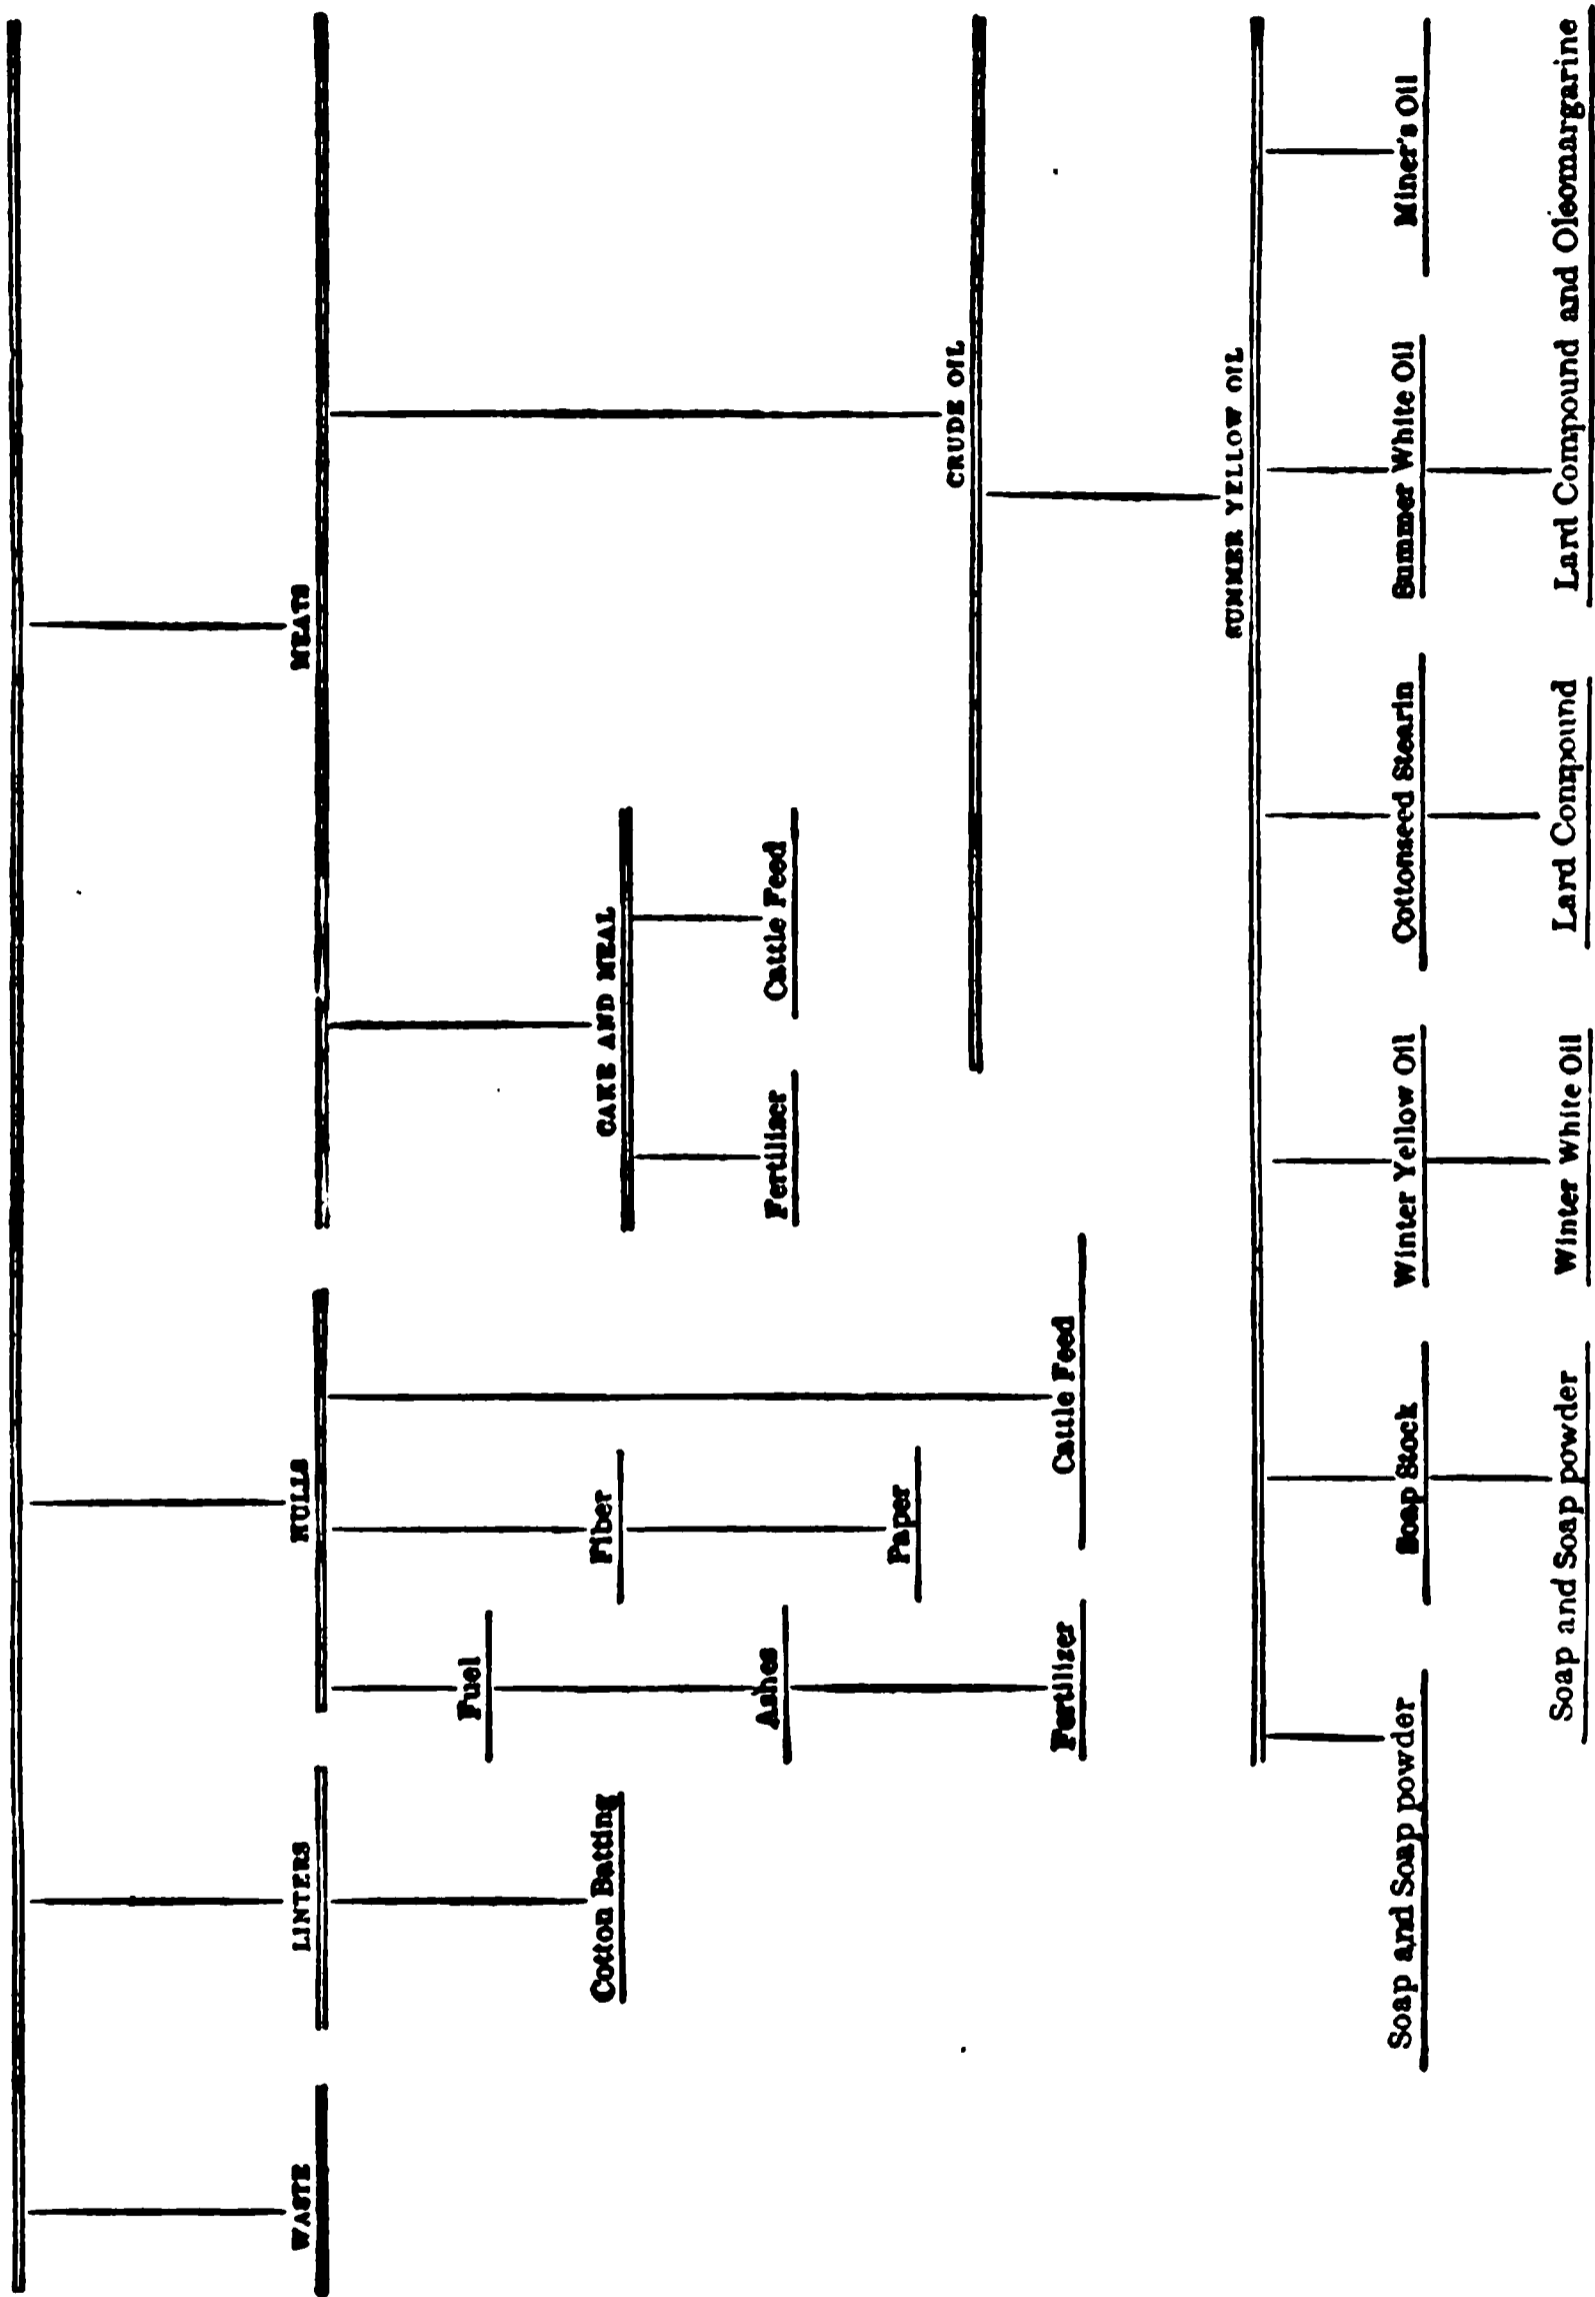 WASTE
LINTERS
HULLS
MEATS
Fuel
Cotton Batting
Fiber
CAKE AND MEAL
Ashes
Fertilizer
Cattle Feed
Paper
CRUDE OIL
Fertilizer
Cattle Feed
SUMMER YELLOW OIL
Soap and Soap powder
Soap Stock
Winter Yellow Oil
Cottonseed Stearin
Summer White Oil
Miner's Oil
Soap and Soap powder
Winter White Oil
Lard Compound
Lard Compound and Oleomargarine